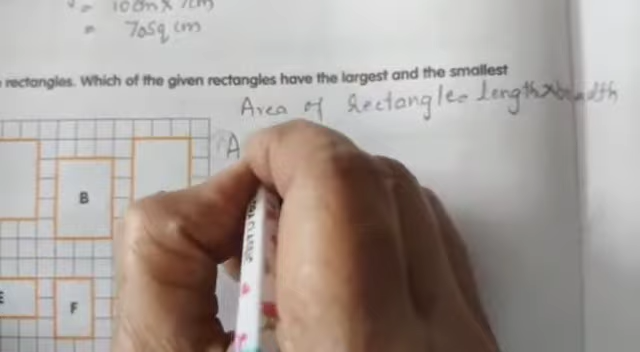 = 10cm x 7cm
= 70sq cm
rectangles. Which of the given rectangles have the largest and the smallest
Area of Rectangle = Length x breadth
A
B
E
F